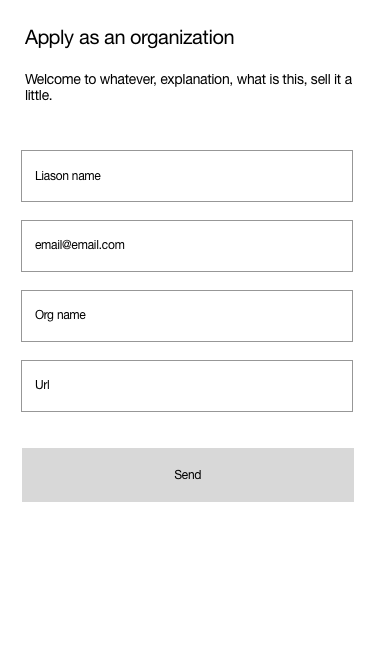 Apply as an organization
Welcome to whatever, explanation, what is this, sell it a
little.
Liason name
email@email.com
Org name
Url
Send